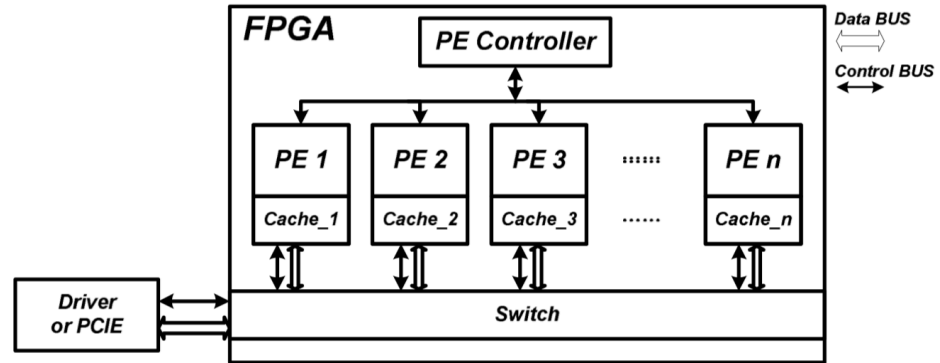 FPGA
PE Controller
Data BUS
Control BUS
PE 1
PE 2
PE 3
......
PE n
Cache_1
Cache_2
Cache_3
......
Cache_n
Driver
or PCIE
Switch